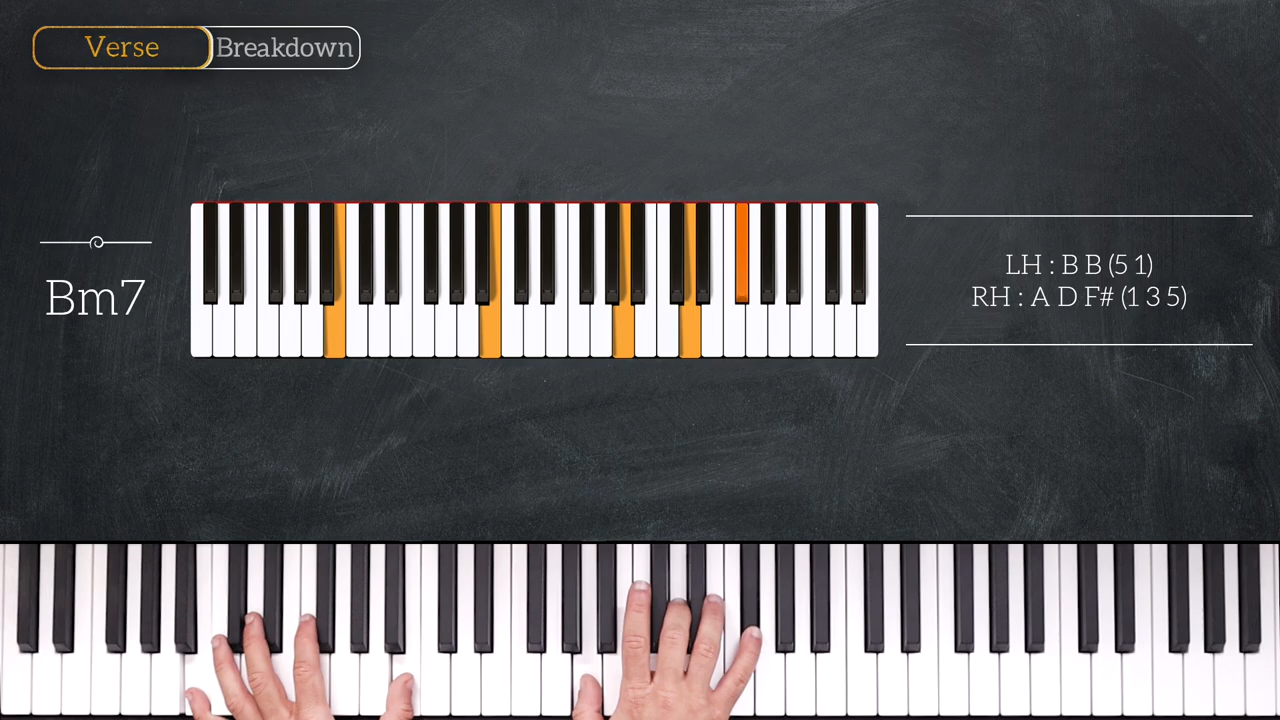 Verse Breakdown
Bm7
LH : B B (5 1)
RH : A D F# (1 3 5)